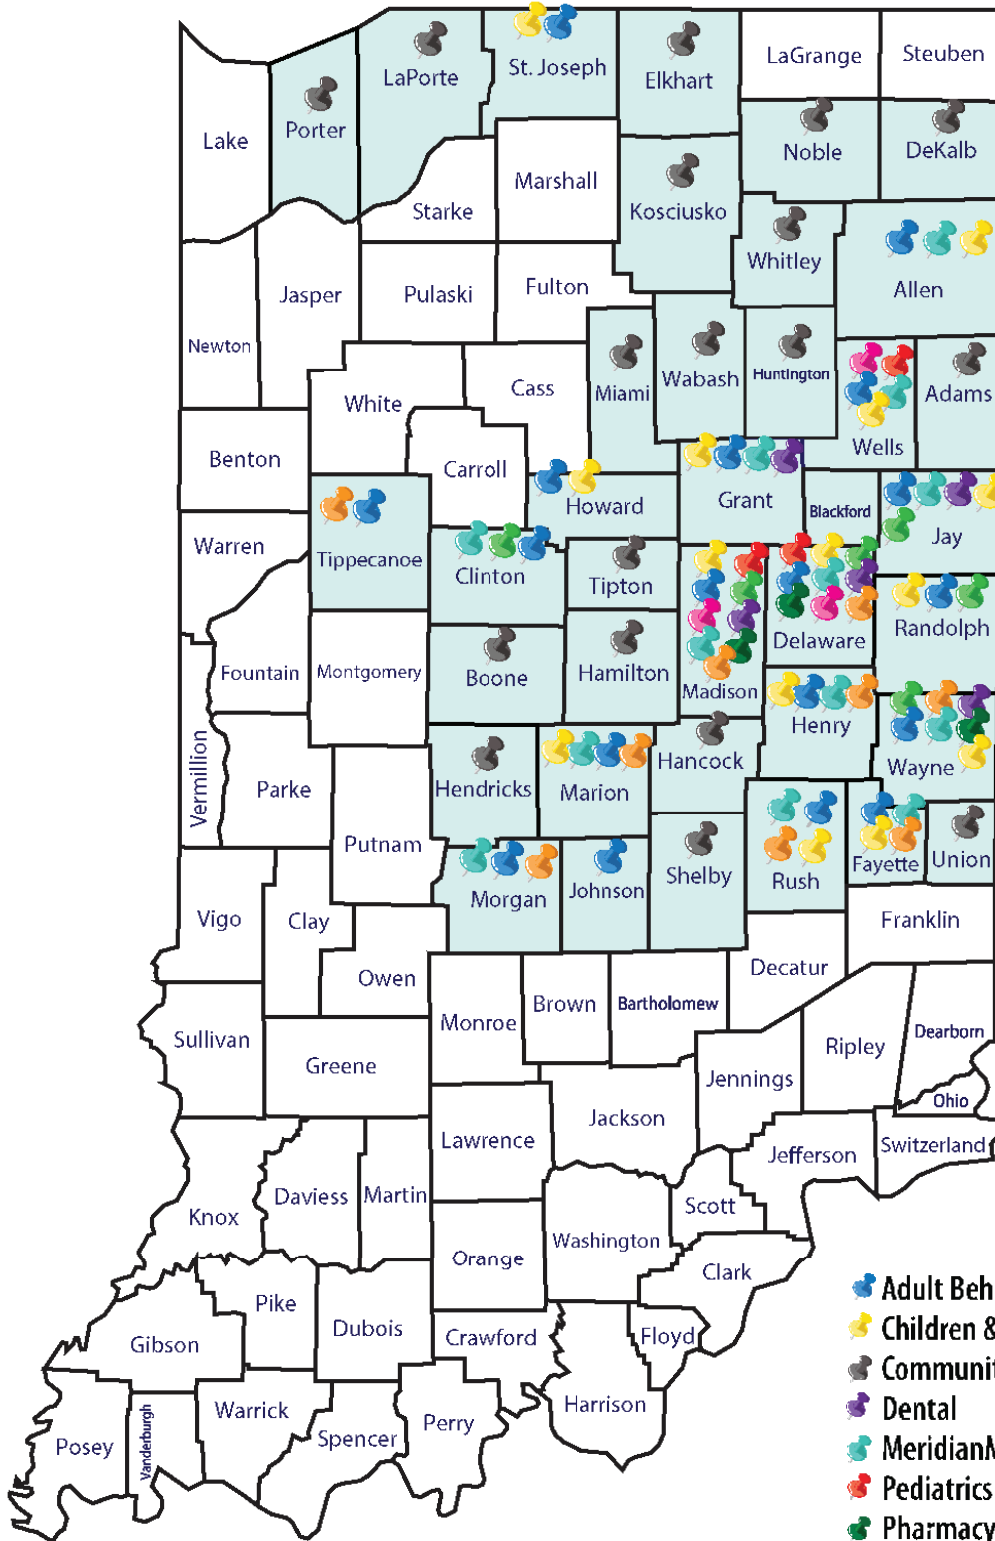 LaGrange
Steuben
LaPorte
St. Joseph
Elkhart
Lake
Porter
Noble
DeKalb
Marshall
Starke
Kosciusko
Whitley
Allen
Jasper
Pulaski
Fulton
Newton
White
Cass
Miami
Wabash
Huntington
Adams
Wells
Benton
Carroll
Howard
Grant
Blackford
Jay
Warren
Tippecanoe
Clinton
Tipton
Randolph
Delaware
Fountain
Montgomery
Boone
Hamilton
Madison
Henry
Vermillion
Parke
Hendricks
Marion
Hancock
Wayne
Putnam
Morgan
Johnson
Shelby
Rush
Fayette
Union
Vigo
Clay
Franklin
Owen
Decatur
Sullivan
Greene
Monroe
Brown
Bartholomew
Ripley
Dearborn
Jennings
Ohio
Jackson
Lawrence
Jefferson
Switzerland
Knox
Daviess
Martin
Scott
Orange
Washington
Clark
Pike
Dubois
Gibson
Crawford
Floyd
Harrison
Warrick
Perry
Spencer
Posey
Vanderburgh
Adult Beh
Children &
Communit
Dental
MeridianM
Pediatrics
Pharmacy